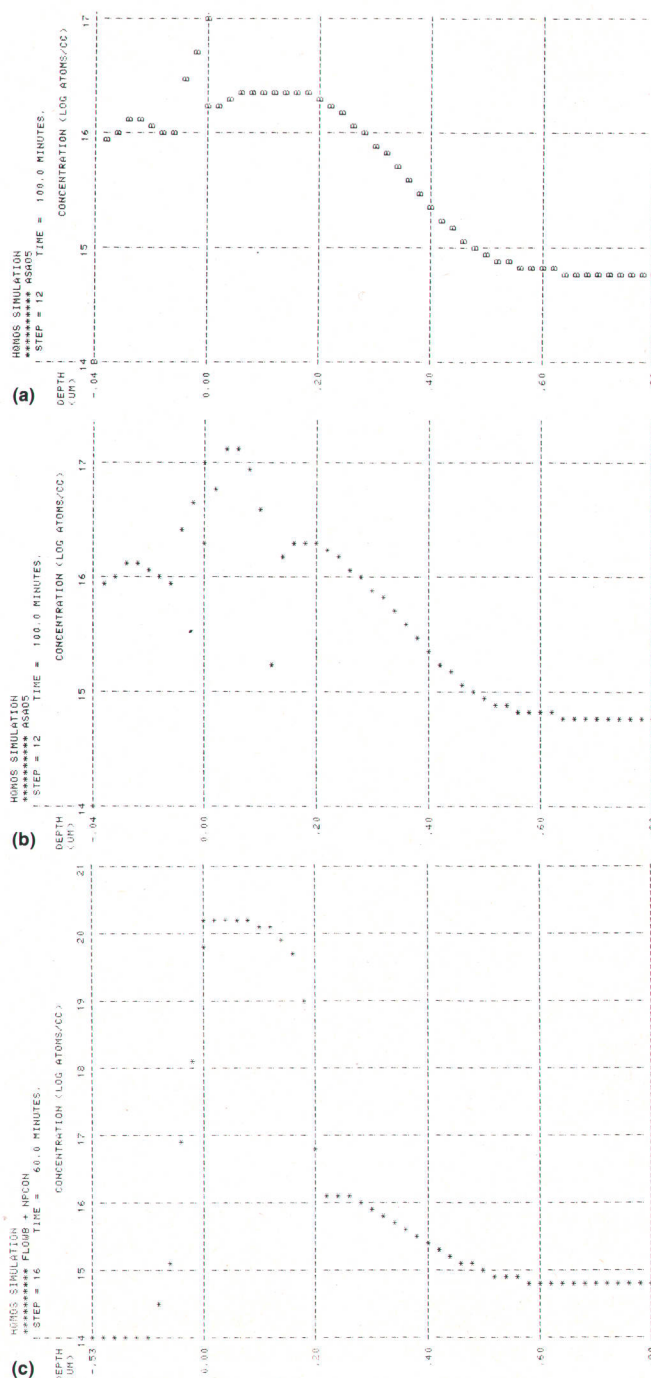 (a)
HOMOS SIMULATION
********** ASA05
STEP = 12 TIME = 100.0 MINUTES.
DEPTH (UM)
CONCENTRATION (LOG ATOMS/CC)
14 15 16 17
-.04
0.00
.20
.40
.60
(b)
HOMOS SIMULATION
********** ASA05
STEP = 12 TIME = 100.0 MINUTES.
DEPTH (UM)
CONCENTRATION (LOG ATOMS/CC)
14 15 16 17
-.04
0.00
.20
.40
.60
(c)
HOMOS SIMULATION
********** FLOWB + NPCON
STEP = 16 TIME = 60.0 MINUTES.
DEPTH (UM)
CONCENTRATION (LOG ATOMS/CC)
14 15 16 17 18 19 20 21
-.53
0.00
.20
.40
.60